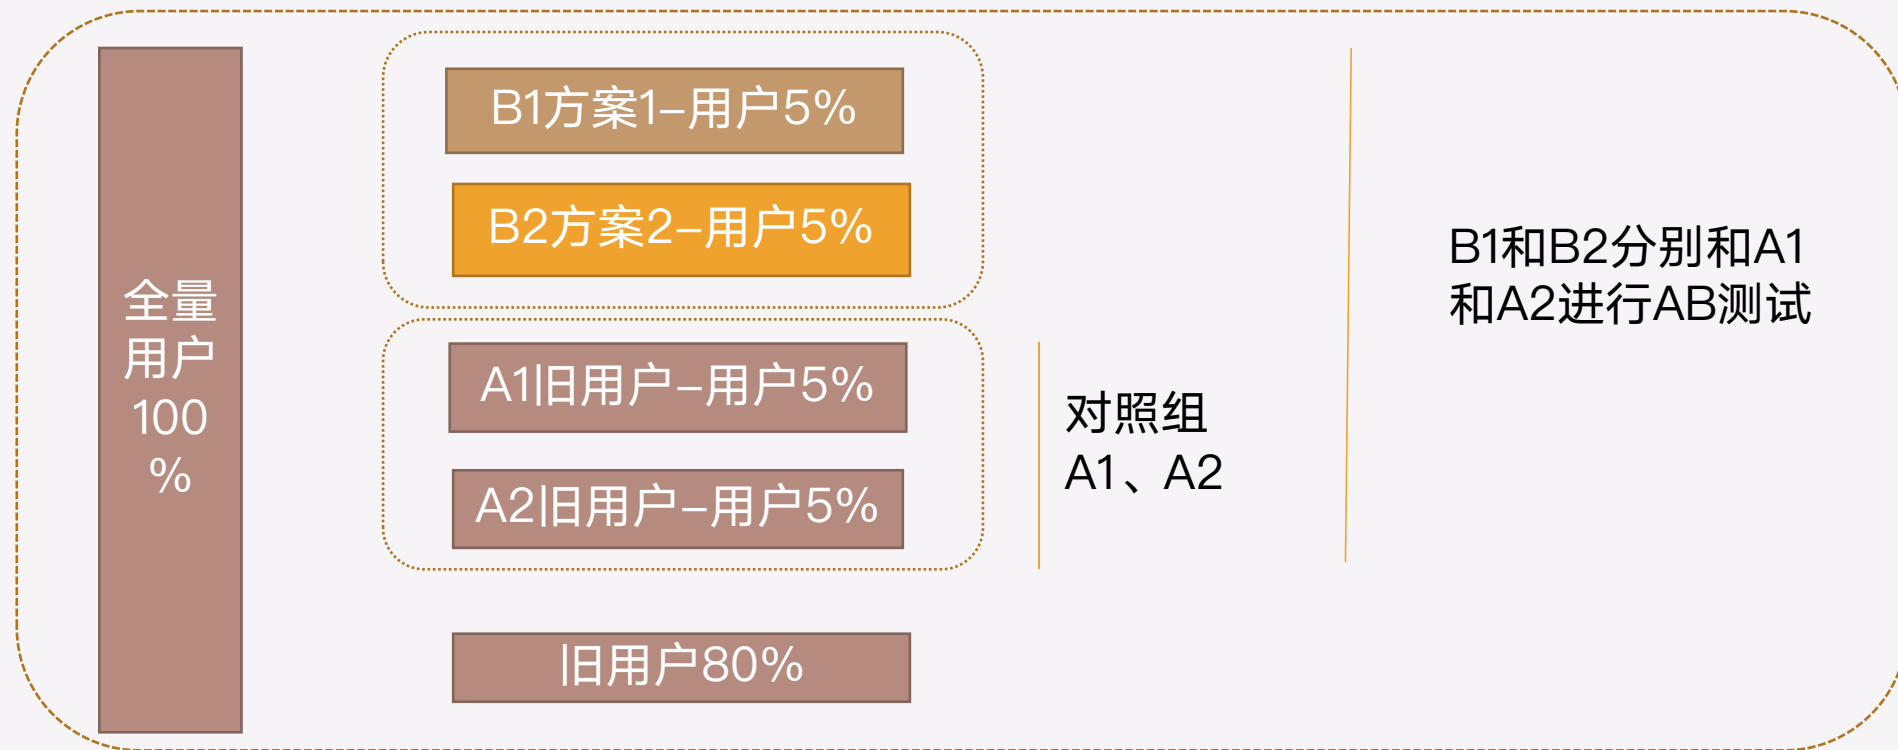 全量
用户
100
%
B1方案1-用户5%
B2方案2-用户5%
A1旧用户-用户5%
A2旧用户-用户5%
旧用户80%
对照组
A1、A2
B1和B2分别和A1
和A2进行AB测试